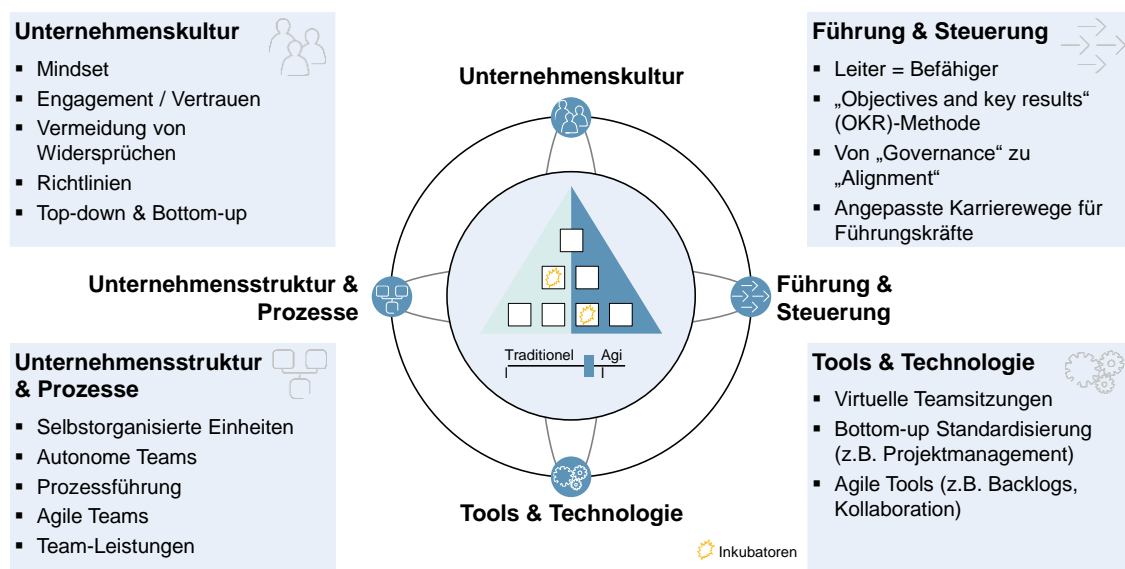 Unternehmenskultur
▪ Mindset
▪ Engagement / Vertrauen
▪ Vermeidung von
Widersprüchen
▪ Richtlinien
▪ Top-down & Bottom-up
Führung & Steuerung
▪ Leiter = Befähiger
▪ „Objectives and key results“
(OKR)-Methode
▪ Von „Governance“ zu
„Alignment“
▪ Angepasste Karrierewege für
Führungskräfte
Unternehmenskultur
Unternehmensstruktur &
Prozesse
Führung &
Steuerung
Traditionel
l
Agi
l
Tools & Technologie
Unternehmensstruktur
& Prozesse
▪ Selbstorganisierte Einheiten
▪ Autonome Teams
▪ Prozessführung
▪ Agile Teams
▪ Team-Leistungen
Tools & Technologie
▪ Virtuelle Teamsitzungen
▪ Bottom-up Standardisierung
(z.B. Projektmanagement)
▪ Agile Tools (z.B. Backlogs,
Kollaboration)
Inkubatoren